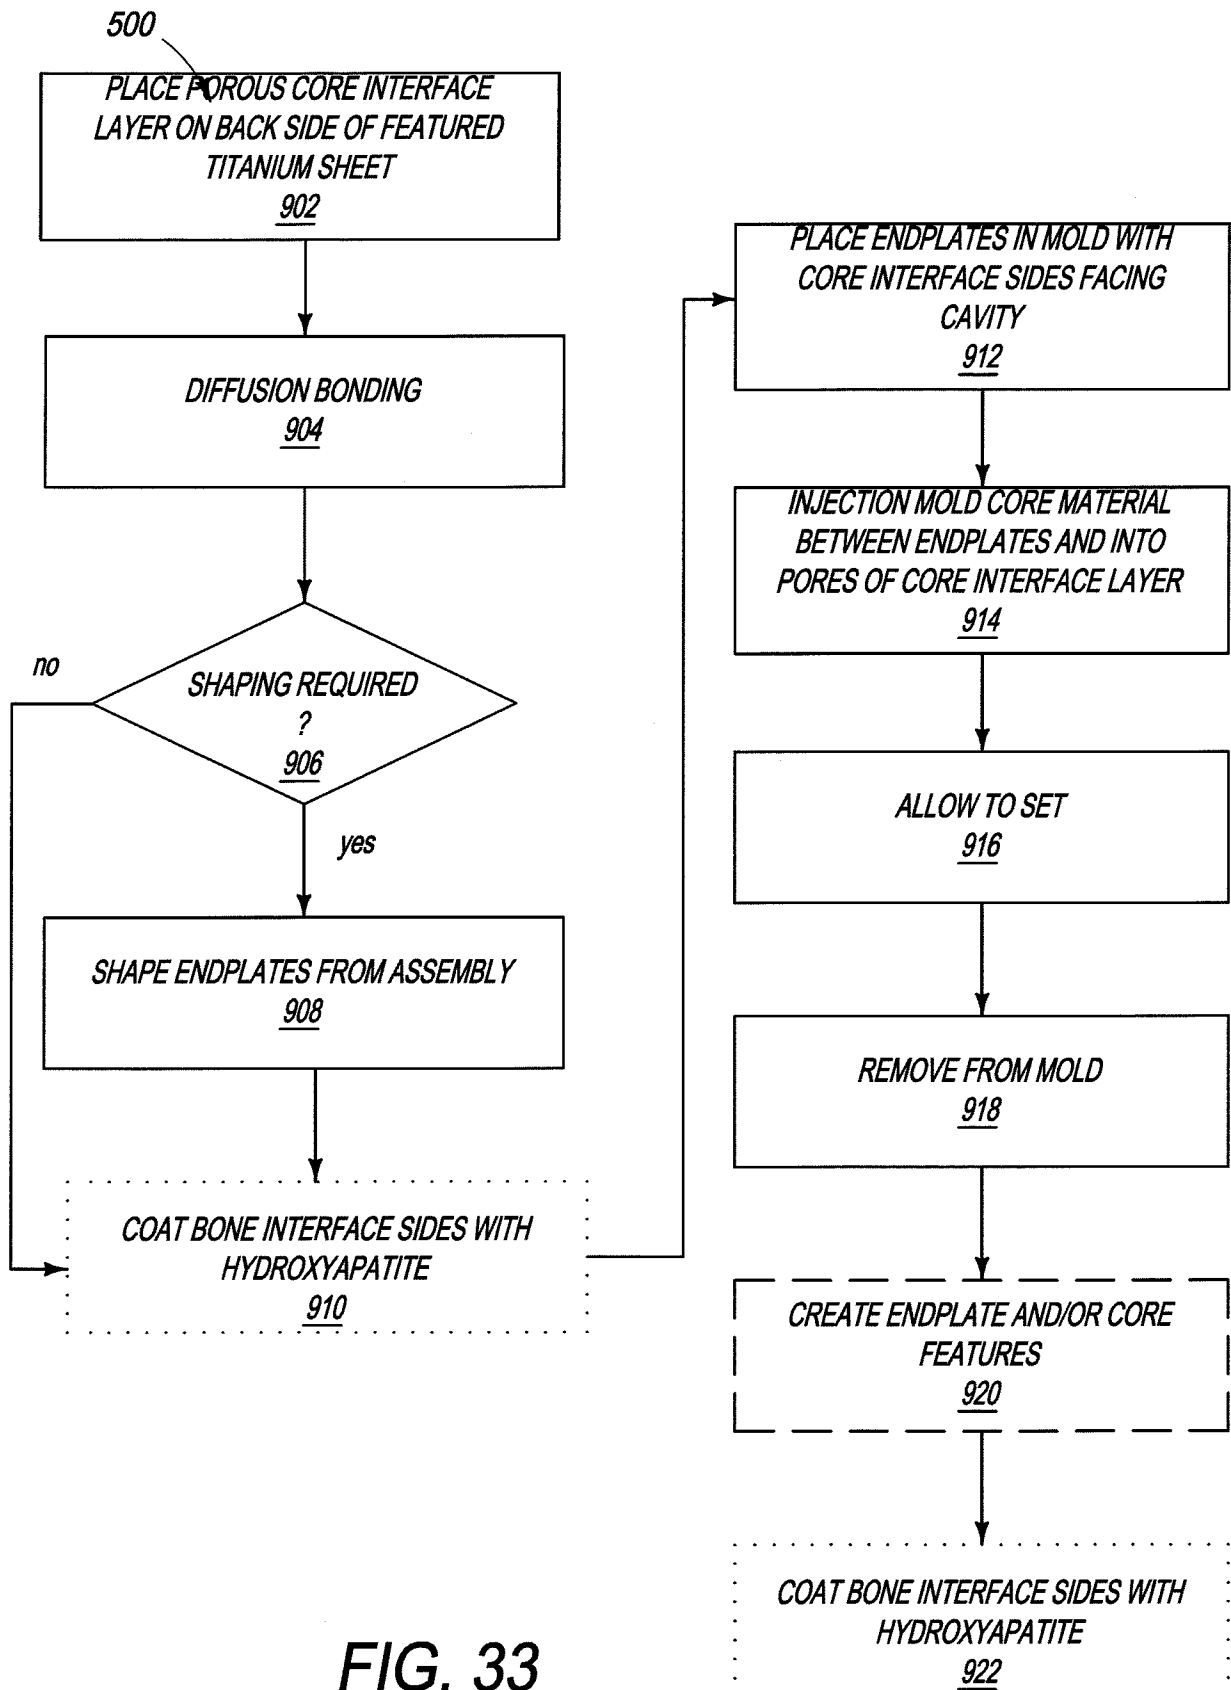 500
PLACE POROUS CORE INTERFACE
LAYER ON BACK SIDE OF FEATURED
TITANIUM SHEET
902
DIFFUSION BONDING
904
SHAPING REQUIRED
?
906
no
yes
SHAPE ENDPLATES FROM ASSEMBLY
908
COAT BONE INTERFACE SIDES WITH
HYDROXYAPATITE
910
PLACE ENDPLATES IN MOLD WITH
CORE INTERFACE SIDES FACING
CAVITY
912
INJECTION MOLD CORE MATERIAL
BETWEEN ENDPLATES AND INTO
PORES OF CORE INTERFACE LAYER
914
ALLOW TO SET
916
REMOVE FROM MOLD
918
CREATE ENDPLATE AND/OR CORE
FEATURES
920
COAT BONE INTERFACE SIDES WITH
HYDROXYAPATITE
922
FIG. 33